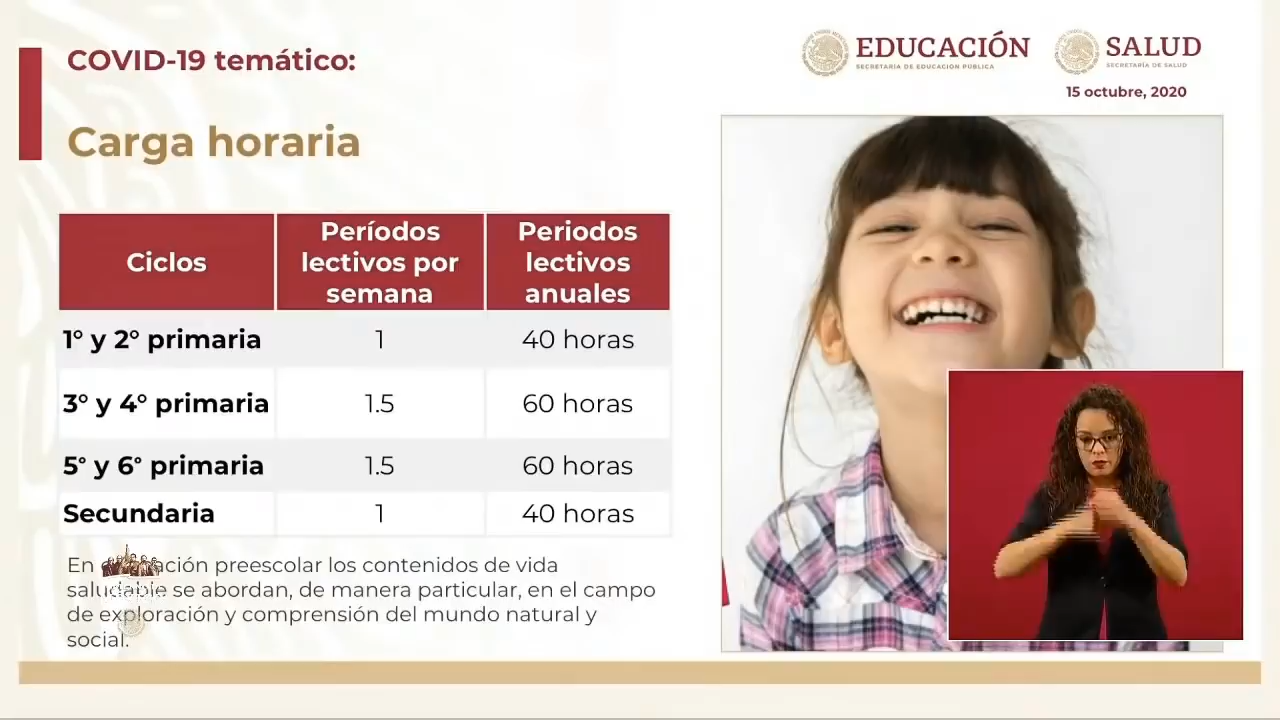 COVID-19 temático:
Carga horaria
EDUCACIÓN
SECRETARÍA DE EDUCACIÓN PÚBLICA
SALUD
SECRETARÍA DE SALUD
15 octubre, 2020
Ciclos Períodos lectivos por semana Periodos lectivos anuales
1° y 2° primaria 1 40 horas
3° y 4° primaria 1.5 60 horas
5° y 6° primaria 1.5 60 horas
Secundaria 1 40 horas
En preescolar los contenidos de vida
se abordan, de manera particular, en el campo
de exploración y comprensión del mundo natural y
social.